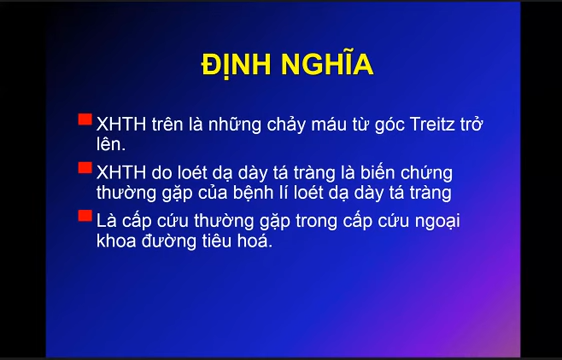 ĐỊNH NGHĨA
XHTH trên là những chảy máu từ góc Treitz trở
lên.
XHTH do loét dạ dày tá tràng là biến chứng
thường gặp của bệnh lí loét dạ dày tá tràng
Là cấp cứu thường gặp trong cấp cứu ngoại
khoa đường tiêu hoá.